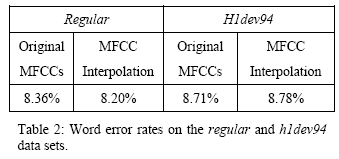 Regular H1dev94
Original MFCC Original MFCC
MFCCs Interpolation MFCCs Interpolation
8.36% 8.20% 8.71% 8.78%
Table 2: Word error rates on the regular and h1dev94
data sets.